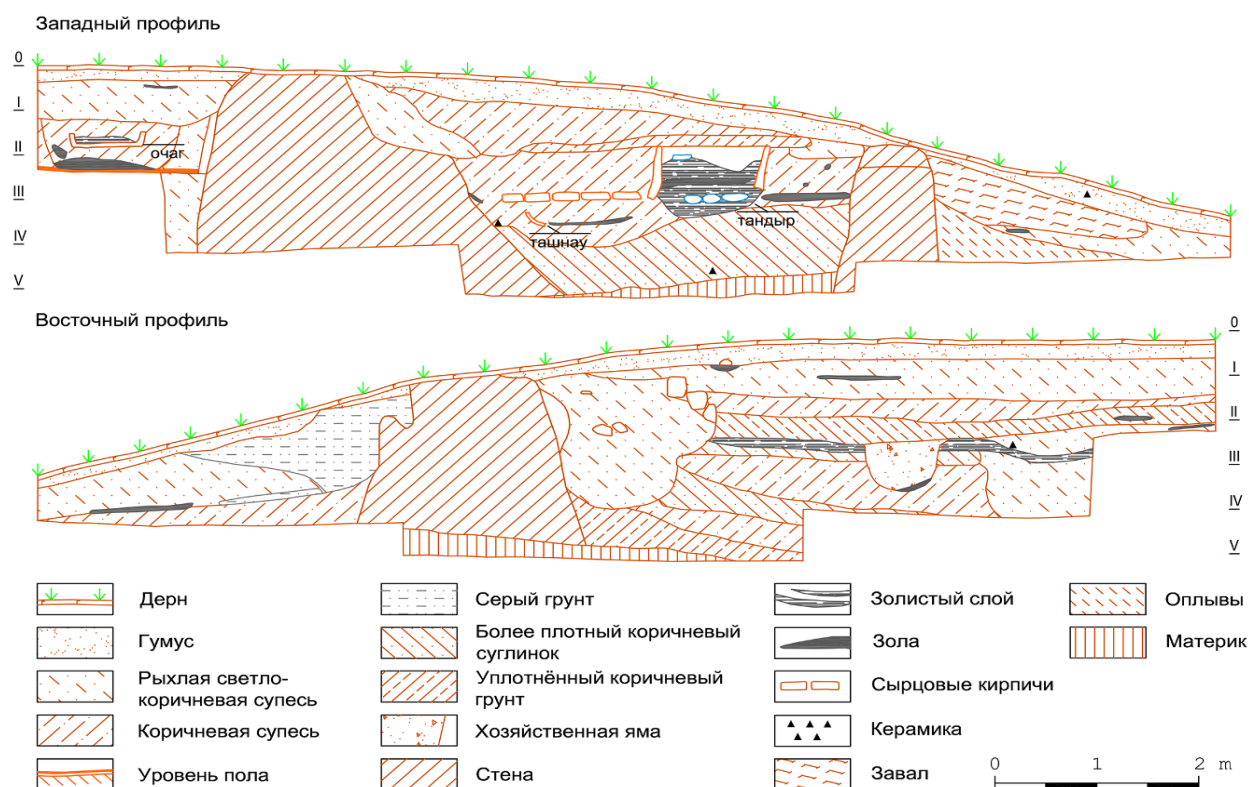 Западный профиль
0
I
II
III
IV
V
очаг
ташнау
тандыр
Восточный профиль
0
I
II
III
IV
V
Дерн
Гумус
Рыхлая светло-
коричневая супесь
Коричневая супесь
Уровень пола
Серый грунт
Более плотный коричневый
суглинок
Уплотнённый коричневый
грунт
Хозяйственная яма
Стена
Золистый слой
Зола
Сырцовые кирпичи
Керамика
Завал
Оплывы
Материк
0 1 2 m